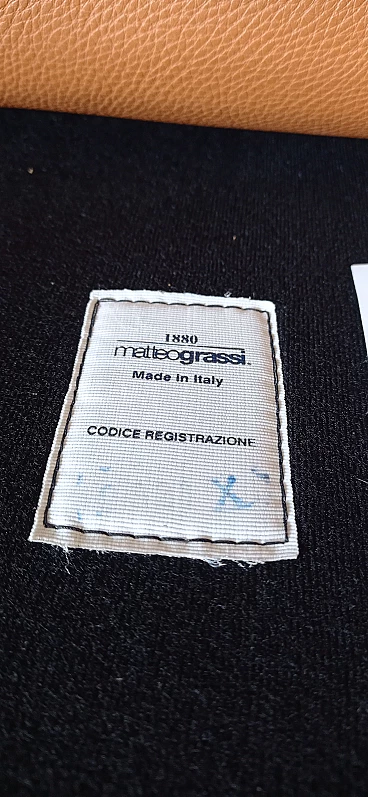 1880
matteograssi
Made in Italy
CODICE REGISTRAZIONE